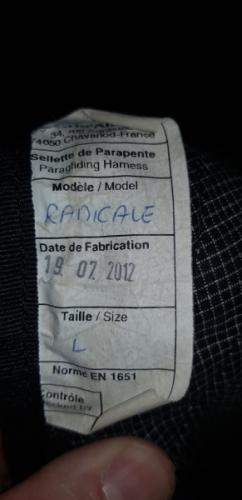 74650 Chavanod-France
Sellette de Parapente
Paragliding Harness
Modèle / Model
RADICALE
Date de Fabrication
19 07 2012
Taille / Size
L
Norme EN 1651
Contrôle